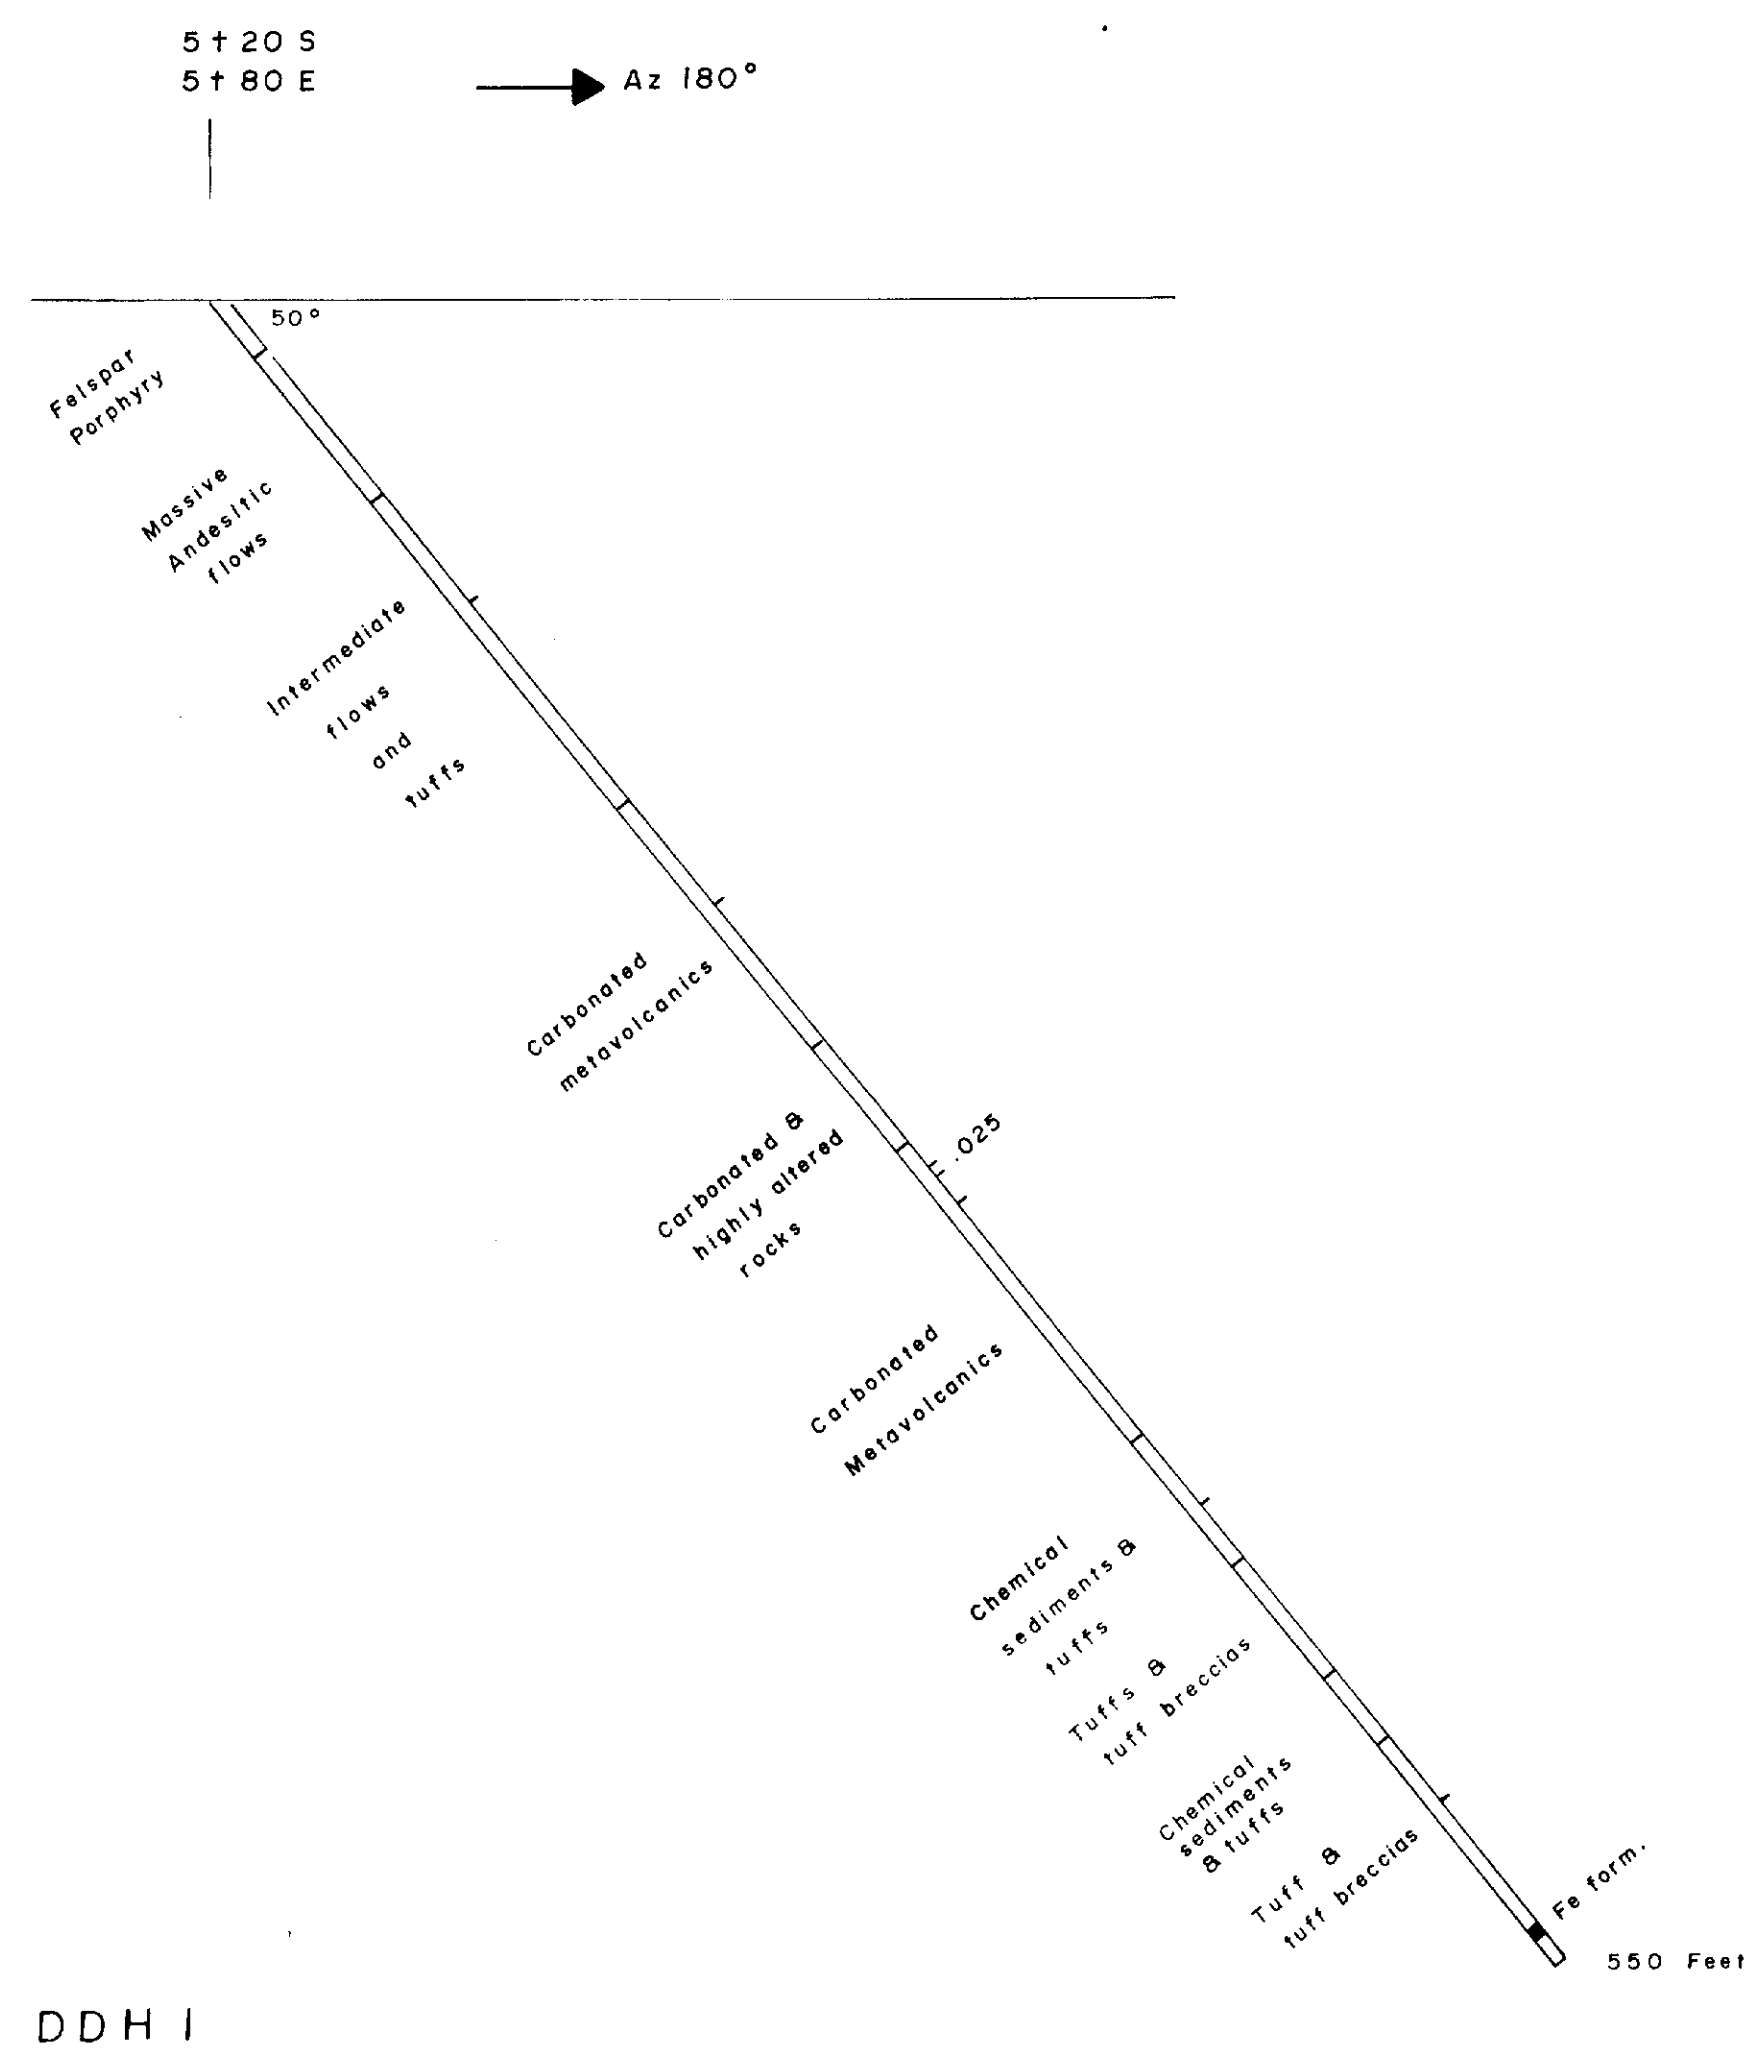 5+20 S
5+80 E
Az 180°
50°
Felspar
Porphyry
Massive
Andesitic
flows
Intermediate
flows
and
tuffs
Carbonated
metavolcanics
.025
Carbonated &
highly altered
rocks
Carbonated
Metavolcanics
Chemical
sediments &
tuffs
Tuffs &
tuff breccias
Chemical
sediments
& tuffs
Tuff &
tuff breccias
Fe form.
550 Feet
DDH 1